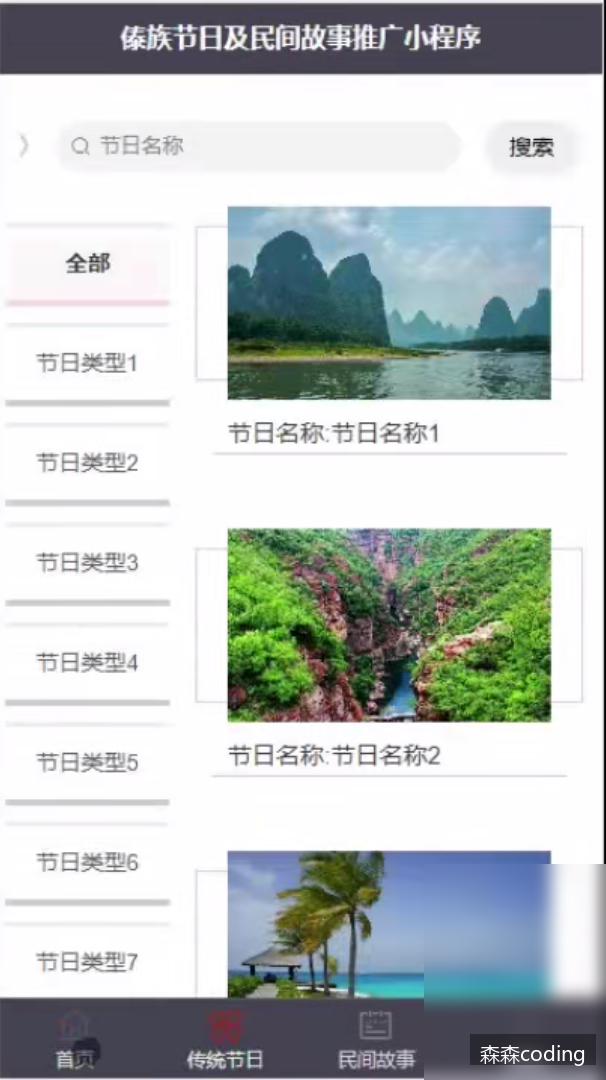 傣族节日及民间故事推广小程序
节日名称
搜索
全部
节日类型1
节日类型2
节日类型3
节日类型4
节日类型5
节日类型6
节日类型7
节日名称:节日名称1
节日名称:节日名称2
首页
传统节日
民间故事
森森coding